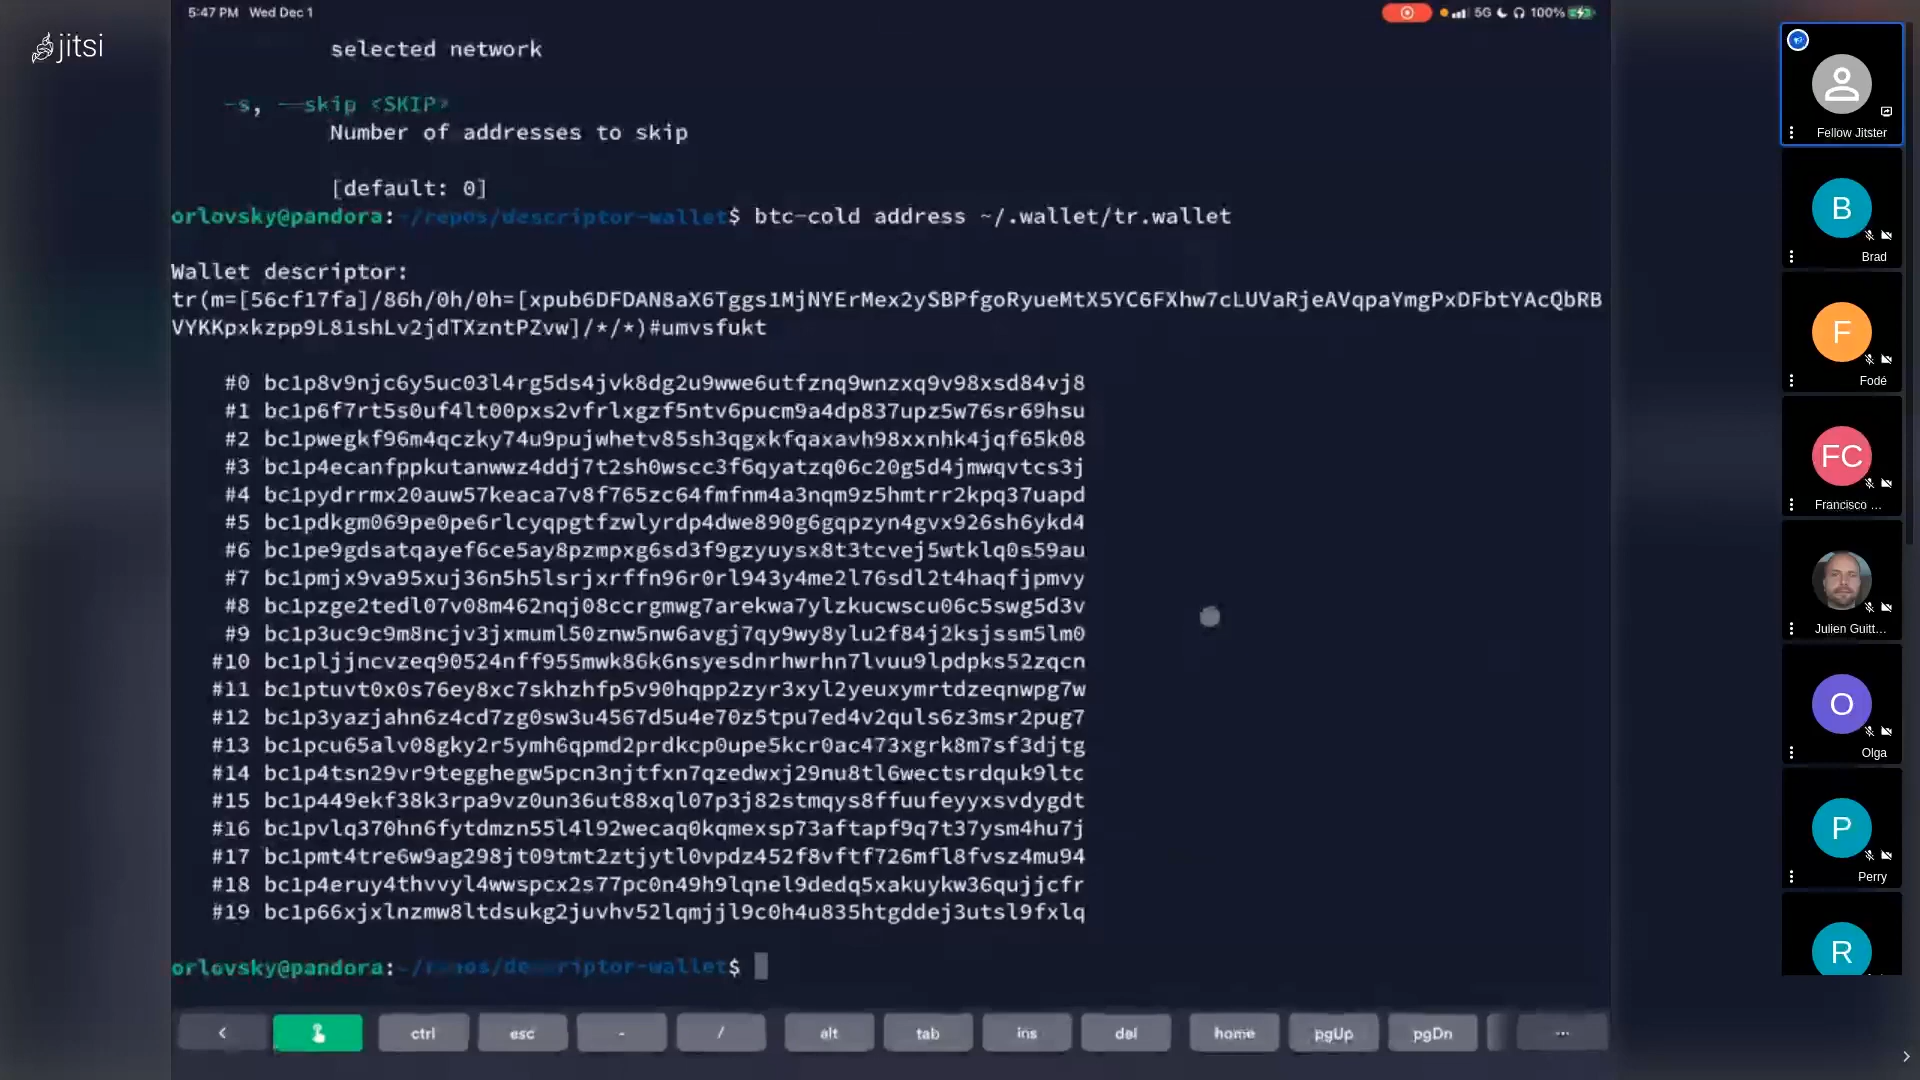 5:47 PM Wed Dec 1
5G 100%
jitsi
selected network
-s, --skip <SKIP>
Number of addresses to skip
[default: 0]
orlovsky@pandora:~/repos/descriptor-wallet$ btc-cold address ~/.wallet/tr.wallet
Wallet descriptor:
tr(m=[56cf17fa]/86h/0h/0h=[xpub6DFDAN8aX6Tggs1MjNYErMex2ySBPfgoRyueMtX5YC6FXhw7cLUVaRjeAVqpaYmgPxDFbtYAcQbRB
VYKKpxkzpp9L81shLv2jdTXzntPZvw]/*/*)#umvsfukt
#0 bc1p8v9njc6y5uc03l4rg5ds4jvk8dg2u9wwe6utfznq9wnzxq9v98xsd84vj8
#1 bc1p6f7rt5s0uf4lt00pxs2vfrlxgzf5ntv6pucm9a4dp837upz5w76sr69hsu
#2 bc1pwegkf96m4qczky74u9pujwhetv85sh3qgxkfqaxavh98xxnhk4jqf65k08
#3 bc1p4ecanfppkutanwwz4ddj7t2sh0wscc3f6qyatzq06c20g5d4jmwqvtcs3j
#4 bc1pydrrmx20auw57keaca7v8f765zc64fmfnm4a3nqm9z5hmtrr2kpq37uapd
#5 bc1pdkgm069pe0pe6rlcyqpgtfzwlyrdp4dwe890g6gqpzyn4gvx926sh6ykd4
#6 bc1pe9gdsatqayef6ce5ay8pzmpxg6sd3f9gzyuysx8t3tcvej5wtklq0s59au
#7 bc1pmjx9va95xuj36n5h5lsrjxrffn96r0rl943y4me2l76sdl2t4haqfjpmvy
#8 bc1pzge2tedl07v08m462nqj08ccrgmwg7arekwa7ylzkucwscu06c5swg5d3v
#9 bc1p3uc9c9m8ncjv3jxmuml50znw5nw6avgj7qy9wy8ylu2f84j2ksjssm5lm0
#10 bc1pljjncvzeq90524nff955mwk86k6nsyesdnrhwrhn7lvuu9lpdpks52zqcn
#11 bc1ptuvt0x0s76ey8xc7skhzhfp5v90hqpp2zyr3xyl2yeuxymrtdzeqnwpg7w
#12 bc1p3yazjahn6z4cd7zg0sw3u4567d5u4e70z5tpu7ed4v2quls6z3msr2pug7
#13 bc1pcu65alv08gky2r5ymh6qpmd2prdkcp0upe5kcr0ac473xgrk8m7sf3djtg
#14 bc1p4tsn29vr9tegghegw5pcn3njtfxn7qzedwxj29nu8tl6wectsrdquk9ltc
#15 bc1p449ekf38k3rpa9vz0un36ut88xql07p3j82stmqys8ffuufeyyxsvdygdt
#16 bc1pvlq370hn6fytdmzn55l4l92wecaq0kqmexsp73aftapf9q7t37ysm4hu7j
#17 bc1pmt4tre6w9ag298jt09tmt2ztjytl0vpdz452f8vftf726mfl8fvsz4mu94
#18 bc1p4eruy4thvvyl4wwspcx2s77pc0n49h9lqnel9dedq5xakuykw36qujjcfr
#19 bc1p66xjxlnzmw8ltdsukg2juvhv52lqmjjl9c0h4u835htgddej3utsl9fxlq
orlovsky@pandora:~/repos/descriptor-wallet$
< ctrl esc - / alt tab ins del home pgUp pgDn ...
Fellow Jitster
B
Brad
F
Fodé
FC
Francisco ...
Julien Guitt...
O
Olga
P
Perry
R